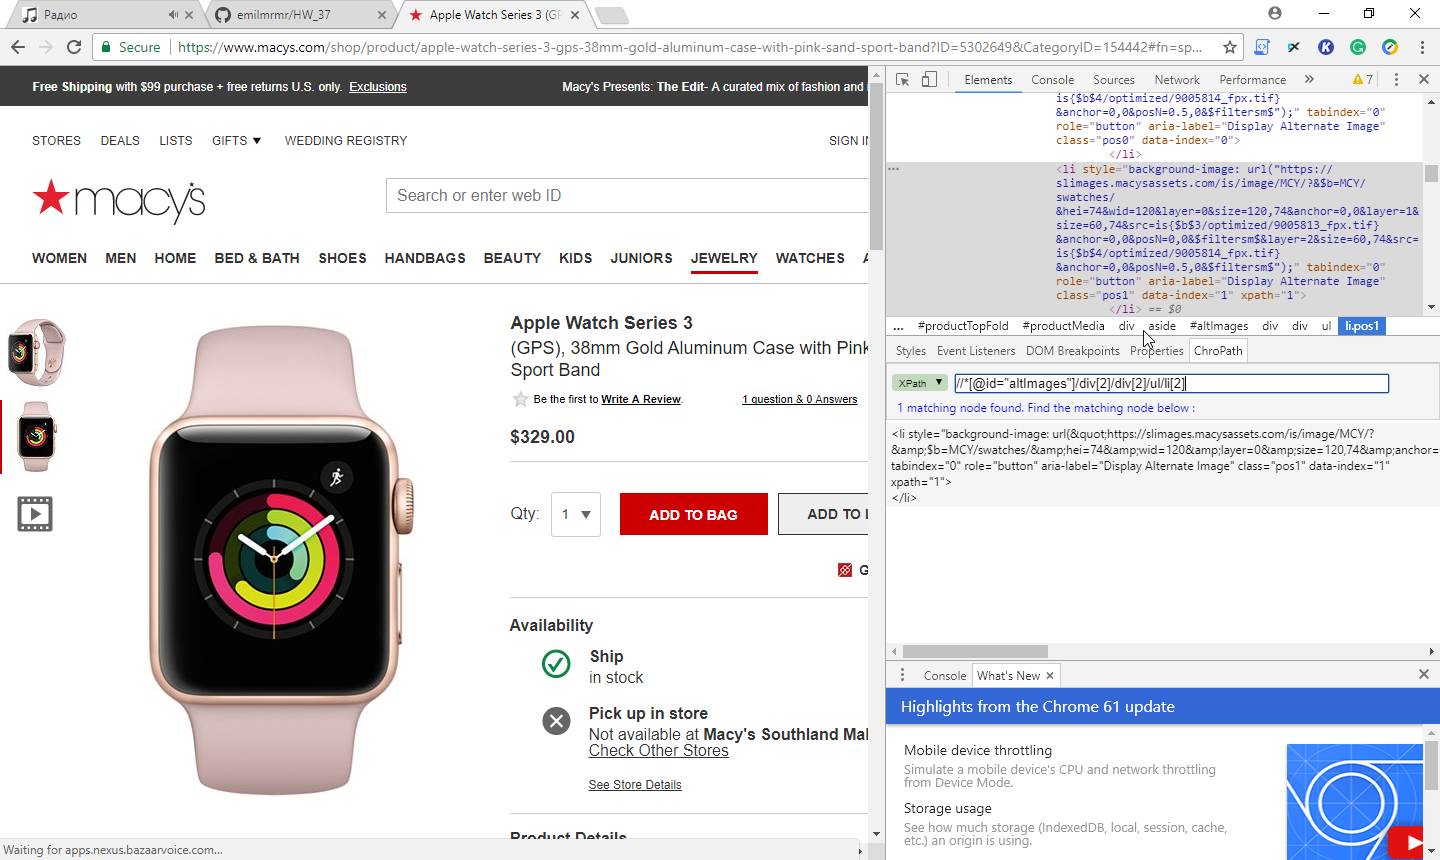 Радио
emilmrmr/HW_37
Apple Watch Series 3 (GF
Secure
https://www.macys.com/shop/product/apple-watch-series-3-gps-38mm-gold-aluminum-case-with-pink-sand-sport-band?ID=5302649&CategoryID=154442#fn=sp...
Free Shipping with $99 purchase + free returns U.S. only. Exclusions
Macy's Presents: The Edit- A curated mix of fashion and
STORES DEALS LISTS GIFTS ▼ WEDDING REGISTRY
SIGN IN
macy's
Search or enter web ID
WOMEN MEN HOME BED & BATH SHOES HANDBAGS BEAUTY KIDS JUNIORS JEWELRY WATCHES
Apple Watch Series 3
(GPS), 38mm Gold Aluminum Case with Pink
Sport Band
Be the first to Write A Review.
1 question & 0 Answers
$329.00
Qty: 1 ▼
ADD TO BAG
ADD TO L
G
Availability
Ship
in stock
Pick up in store
Not available at Macy's Southland Mal
Check Other Stores
See Store Details
Product Details
Waiting for apps.nexus.bazaarvoice.com...
Elements Console Sources Network Performance » 7
is{$b$4/optimized/9005814_fpx.tif}
&anchor=0,0&posN=0.5,0&$filtersm$");" tabindex="0"
role="button" aria-label="Display Alternate Image"
class="pos0" data-index="0">
</li>
... <li style="background-image: url("https://
slimages.macysassets.com/is/image/MCY/?&$b=MCY/
swatches/
&hei=74&wid=120&layer=0&size=120,74&anchor=0,0&layer=1&
size=60,74&src=is{$b$3/optimized/9005813_fpx.tif}
&anchor=0,0&posN=0,0&$filtersm$&layer=2&size=60,74&src=
is{$b$4/optimized/9005814_fpx.tif}
&anchor=0,0&posN=0.5,0&$filtersm$");" tabindex="0"
role="button" aria-label="Display Alternate Image"
class="pos1" data-index="1" xpath="1">
</li> == $0
... #productTopFold #productMedia div aside #altImages div div ul li.pos1
Styles Event Listeners DOM Breakpoints Properties ChroPath
XPath ▼ //*[@id="altImages"]/div[2]/div[2]/ul/li[2]
1 matching node found. Find the matching node below :
<li style="background-image: url(&quot;https://slimages.macysassets.com/is/image/MCY/?
&amp;$b=MCY/swatches/&amp;hei=74&amp;wid=120&amp;layer=0&amp;size=120,74&amp;anchor=
tabindex="0" role="button" aria-label="Display Alternate Image" class="pos1" data-index="1"
xpath="1">
</li>
Console What's New
Highlights from the Chrome 61 update
Mobile device throttling
Simulate a mobile device's CPU and network throttling
from Device Mode.
Storage usage
See how much storage (IndexedDB, local, session, cache,
etc.) an origin is using.